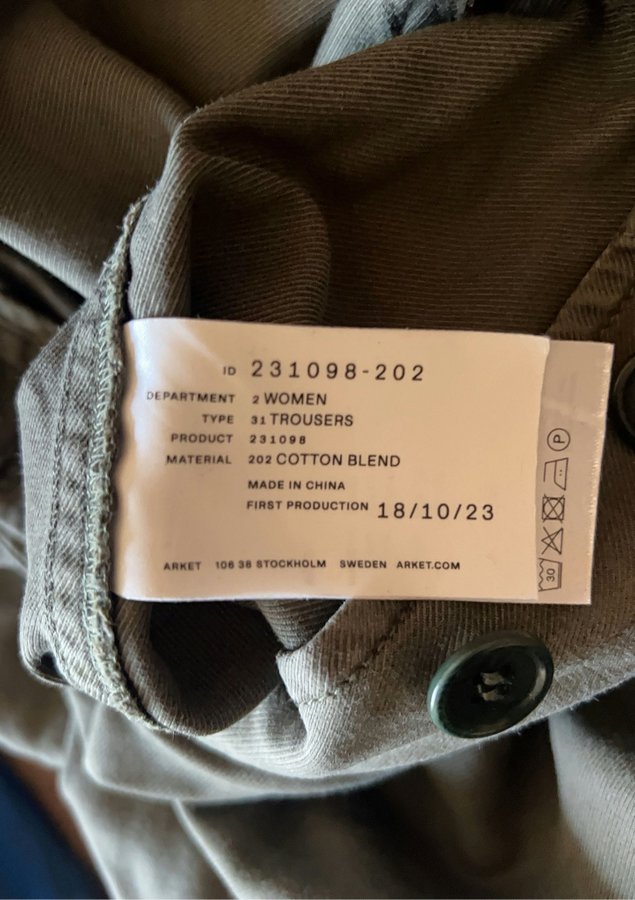 ID 231098-202
DEPARTMENT 2 WOMEN
TYPE 31 TROUSERS
PRODUCT 231098
MATERIAL 202 COTTON BLEND
MADE IN CHINA
FIRST PRODUCTION 18/10/23
ARKET 106 38 STOCKHOLM SWEDEN ARKET.COM
P
30